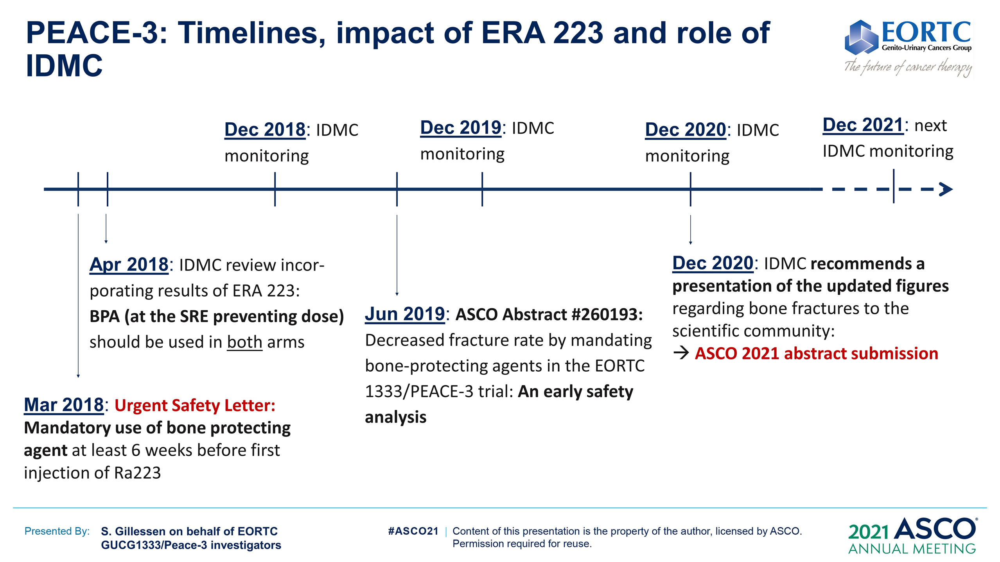 PEACE-3: Timelines, impact of ERA 223 and role of
IDMC
EORTC
Genito-Urinary Cancers Group
The future of cancer therapy
Dec 2018: IDMC
monitoring
Dec 2019: IDMC
monitoring
Dec 2020: IDMC
monitoring
Dec 2021: next
IDMC monitoring
Apr 2018: IDMC review incor-
porating results of ERA 223:
BPA (at the SRE preventing dose)
should be used in both arms
Mar 2018: Urgent Safety Letter:
Mandatory use of bone protecting
agent at least 6 weeks before first
injection of Ra223
Jun 2019: ASCO Abstract #260193:
Decreased fracture rate by mandating
bone-protecting agents in the EORTC
1333/PEACE-3 trial: An early safety
analysis
Dec 2020: IDMC recommends a
presentation of the updated figures
regarding bone fractures to the
scientific community:
→ ASCO 2021 abstract submission
Presented By: S. Gillessen on behalf of EORTC
GUCG1333/Peace-3 investigators
#ASCO21 | Content of this presentation is the property of the author, licensed by ASCO.
Permission required for reuse.
2021 ASCO®
ANNUAL MEETING